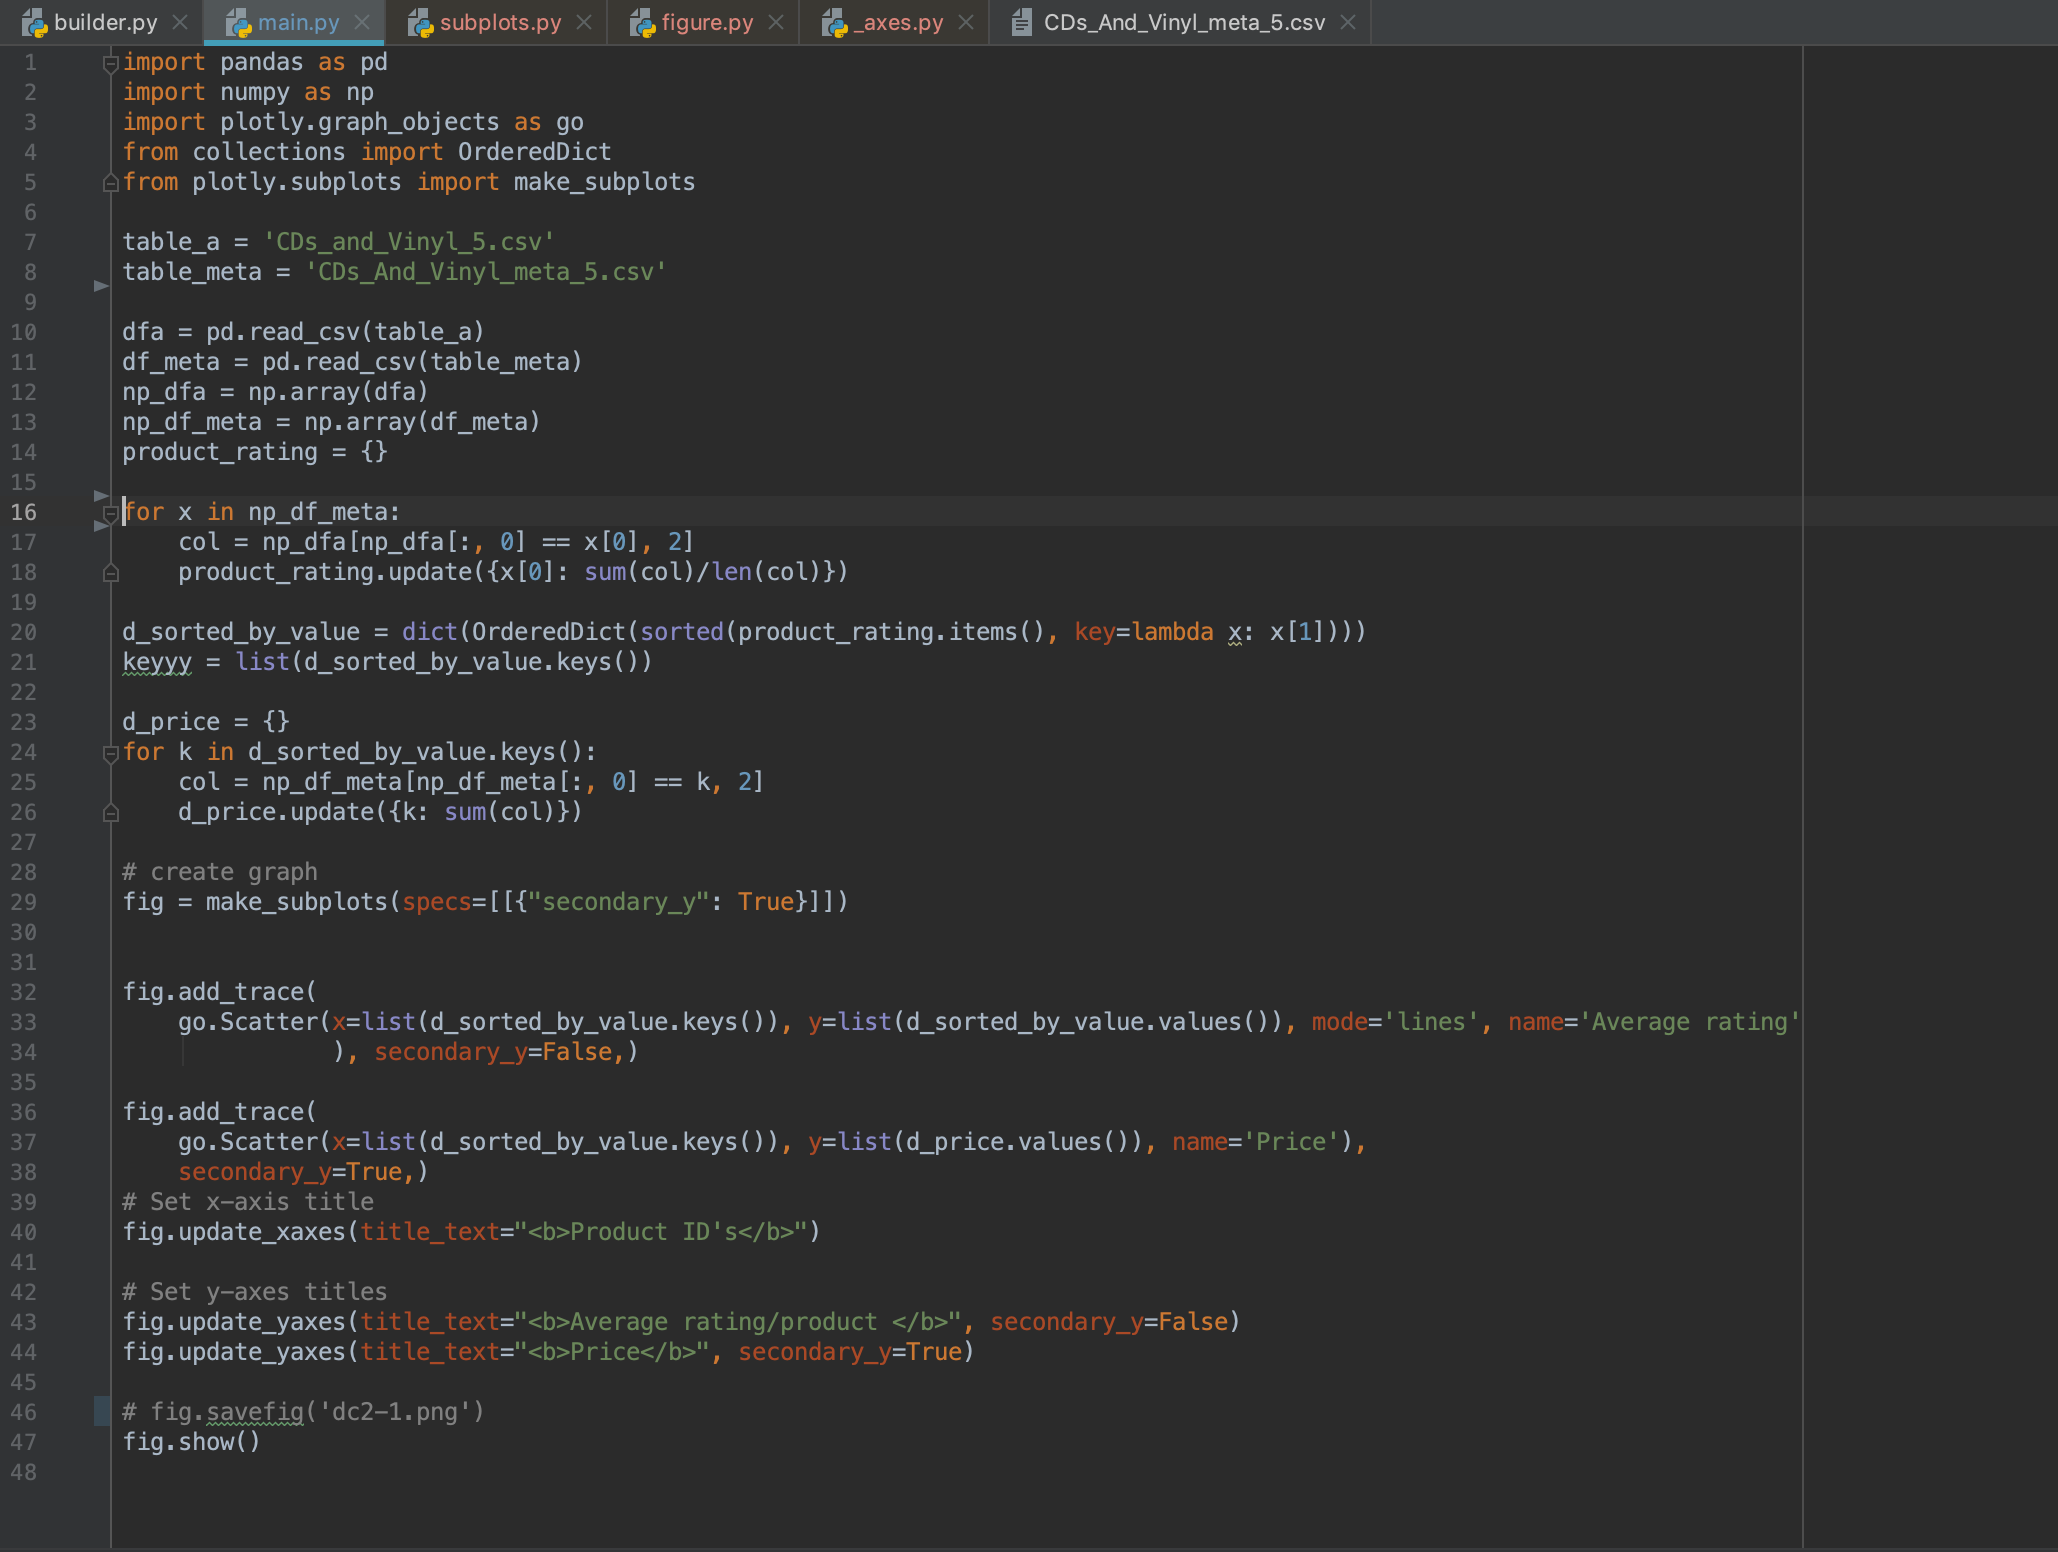 builder.py main.py subplots.py figure.py _axes.py CDs_And_Vinyl_meta_5.csv
1 import pandas as pd
2 import numpy as np
3 import plotly.graph_objects as go
4 from collections import OrderedDict
5 from plotly.subplots import make_subplots
6
7 table_a = 'CDs_and_Vinyl_5.csv'
8 table_meta = 'CDs_And_Vinyl_meta_5.csv'
9
10 dfa = pd.read_csv(table_a)
11 df_meta = pd.read_csv(table_meta)
12 np_dfa = np.array(dfa)
13 np_df_meta = np.array(df_meta)
14 product_rating = {}
15
16 for x in np_df_meta:
17     col = np_dfa[np_dfa[:, 0] == x[0], 2]
18     product_rating.update({x[0]: sum(col)/len(col)})
19
20 d_sorted_by_value = dict(OrderedDict(sorted(product_rating.items(), key=lambda x: x[1])))
21 keyyy = list(d_sorted_by_value.keys())
22
23 d_price = {}
24 for k in d_sorted_by_value.keys():
25     col = np_df_meta[np_df_meta[:, 0] == k, 2]
26     d_price.update({k: sum(col)})
27
28 # create graph
29 fig = make_subplots(specs=[[{"secondary_y": True}]])
30
31
32 fig.add_trace(
33     go.Scatter(x=list(d_sorted_by_value.keys()), y=list(d_sorted_by_value.values()), mode='lines', name='Average rating'
34                ), secondary_y=False,)
35
36 fig.add_trace(
37     go.Scatter(x=list(d_sorted_by_value.keys()), y=list(d_price.values()), name='Price'),
38     secondary_y=True,)
39 # Set x-axis title
40 fig.update_xaxes(title_text="<b>Product ID's</b>")
41
42 # Set y-axes titles
43 fig.update_yaxes(title_text="<b>Average rating/product </b>", secondary_y=False)
44 fig.update_yaxes(title_text="<b>Price</b>", secondary_y=True)
45
46 # fig.savefig('dc2-1.png')
47 fig.show()
48